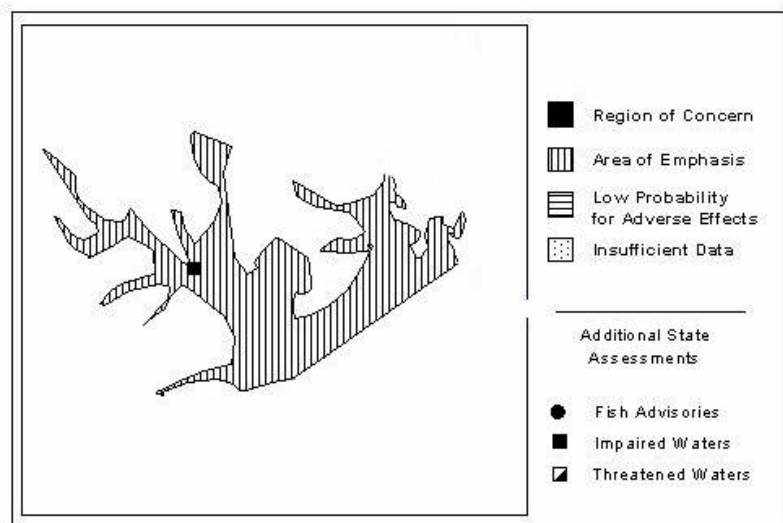 Region of Concern
Area of Emphasis
Low Probability
for Adverse Effects
Insufficient Data
Additional State
Assessments
Fish Advisories
Impaired Waters
Threatened Waters